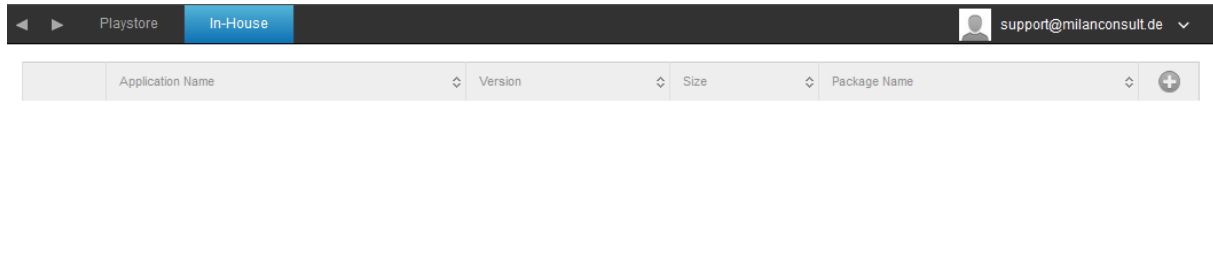 Playstore In-House support@milanconsult.de
Application Name Version Size Package Name